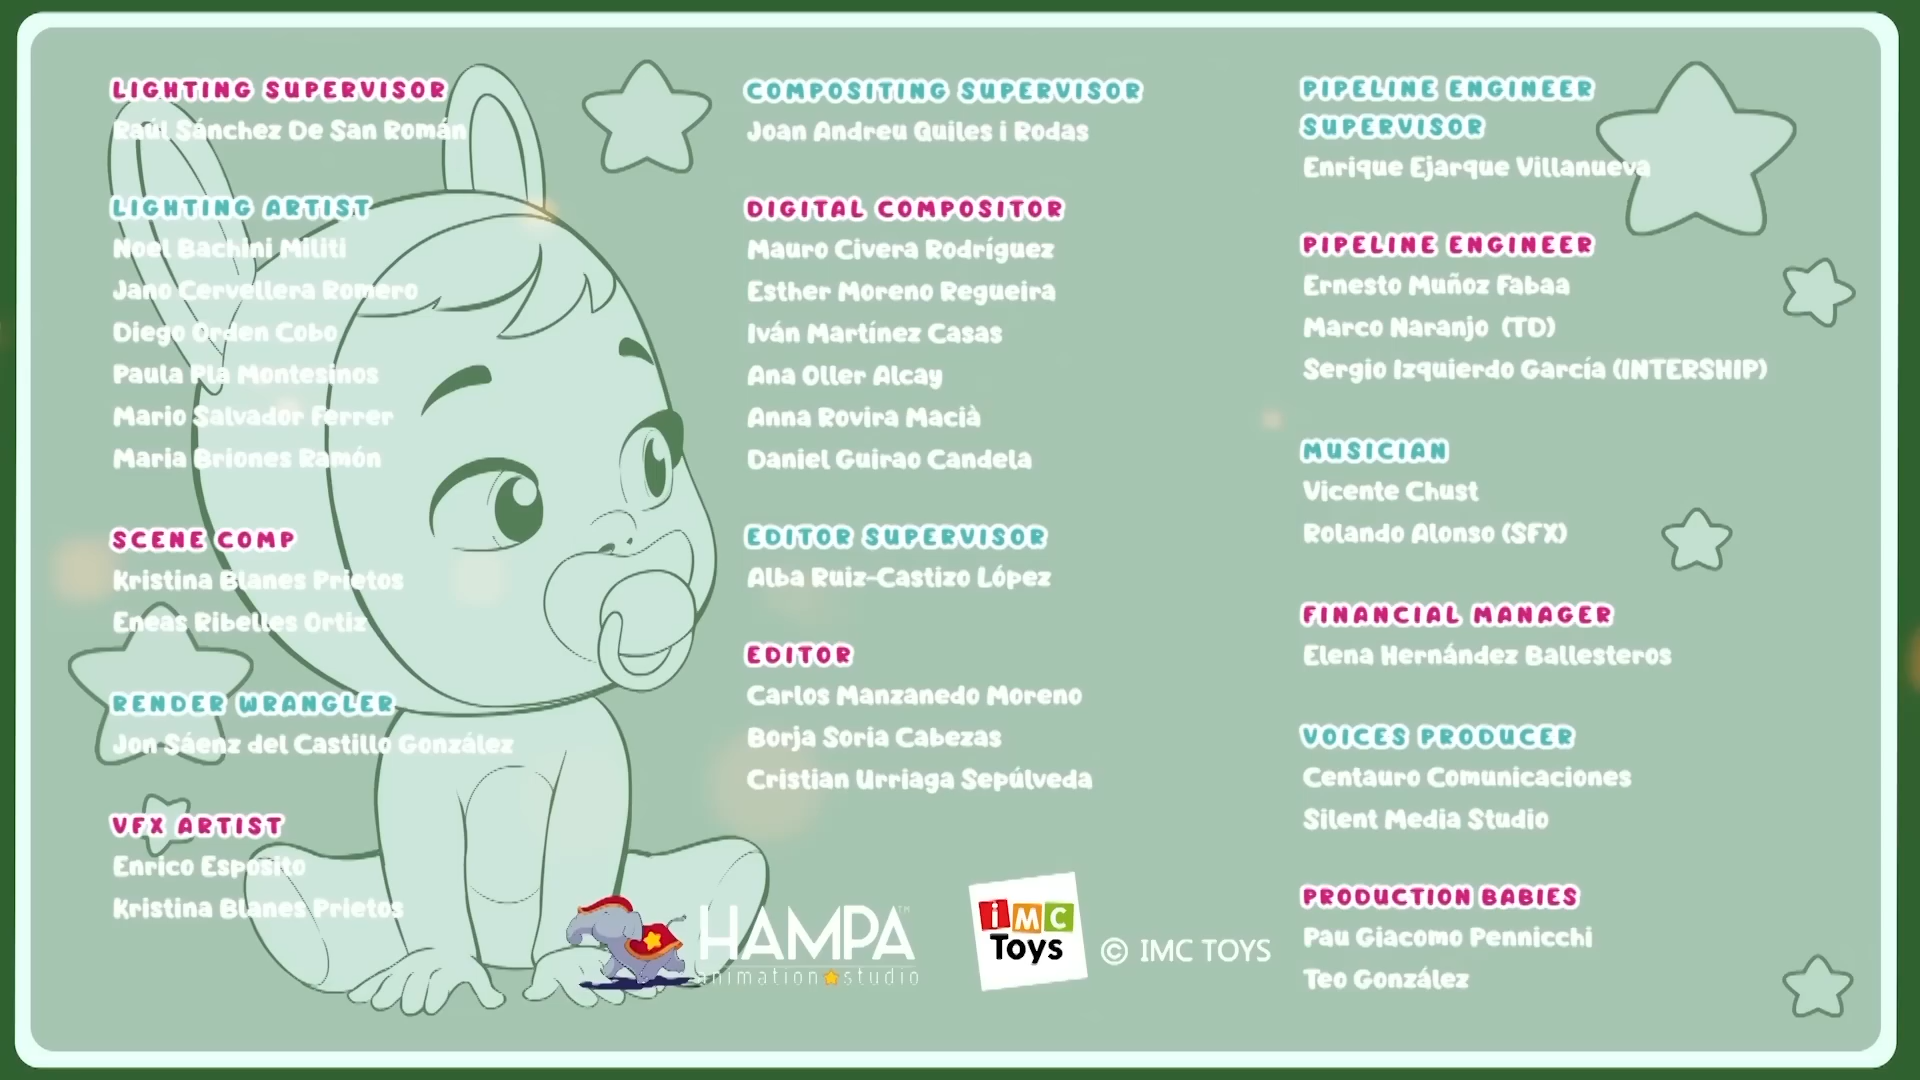 LIGHTING SUPERVISOR
Raúl Sánchez De San Román
LIGHTING ARTIST
Noel Bachini Militi
Jano Cervellera Romero
Diego Orden Cobo
Paula Pla Montesinos
Mario Salvador Ferrer
Maria Briones Ramón
SCENE COMP
Kristina Blanes Prietos
Eneas Ribelles Ortiz
RENDER WRANGLER
Jon Sáenz del Castillo González
VFX ARTIST
Enrico Esposito
Kristina Blanes Prietos
COMPOSITING SUPERVISOR
Joan Andreu Quiles i Rodas
DIGITAL COMPOSITOR
Mauro Civera Rodríguez
Esther Moreno Regueira
Iván Martínez Casas
Ana Oller Alcay
Anna Rovira Macià
Daniel Guirao Candela
EDITOR SUPERVISOR
Alba Ruiz-Castizo López
EDITOR
Carlos Manzanedo Moreno
Borja Soria Cabezas
Cristian Urriaga Sepúlveda
HAMPA™
animation studio
iMC
Toys
© IMC TOYS
PIPELINE ENGINEER
SUPERVISOR
Enrique Ejarque Villanueva
PIPELINE ENGINEER
Ernesto Muñoz Fabaa
Marco Naranjo (TD)
Sergio Izquierdo García (INTERSHIP)
MUSICIAN
Vicente Chust
Rolando Alonso (SFX)
FINANCIAL MANAGER
Elena Hernández Ballesteros
VOICES PRODUCER
Centauro Comunicaciones
Silent Media Studio
PRODUCTION BABIES
Pau Giacomo Pennicchi
Teo González